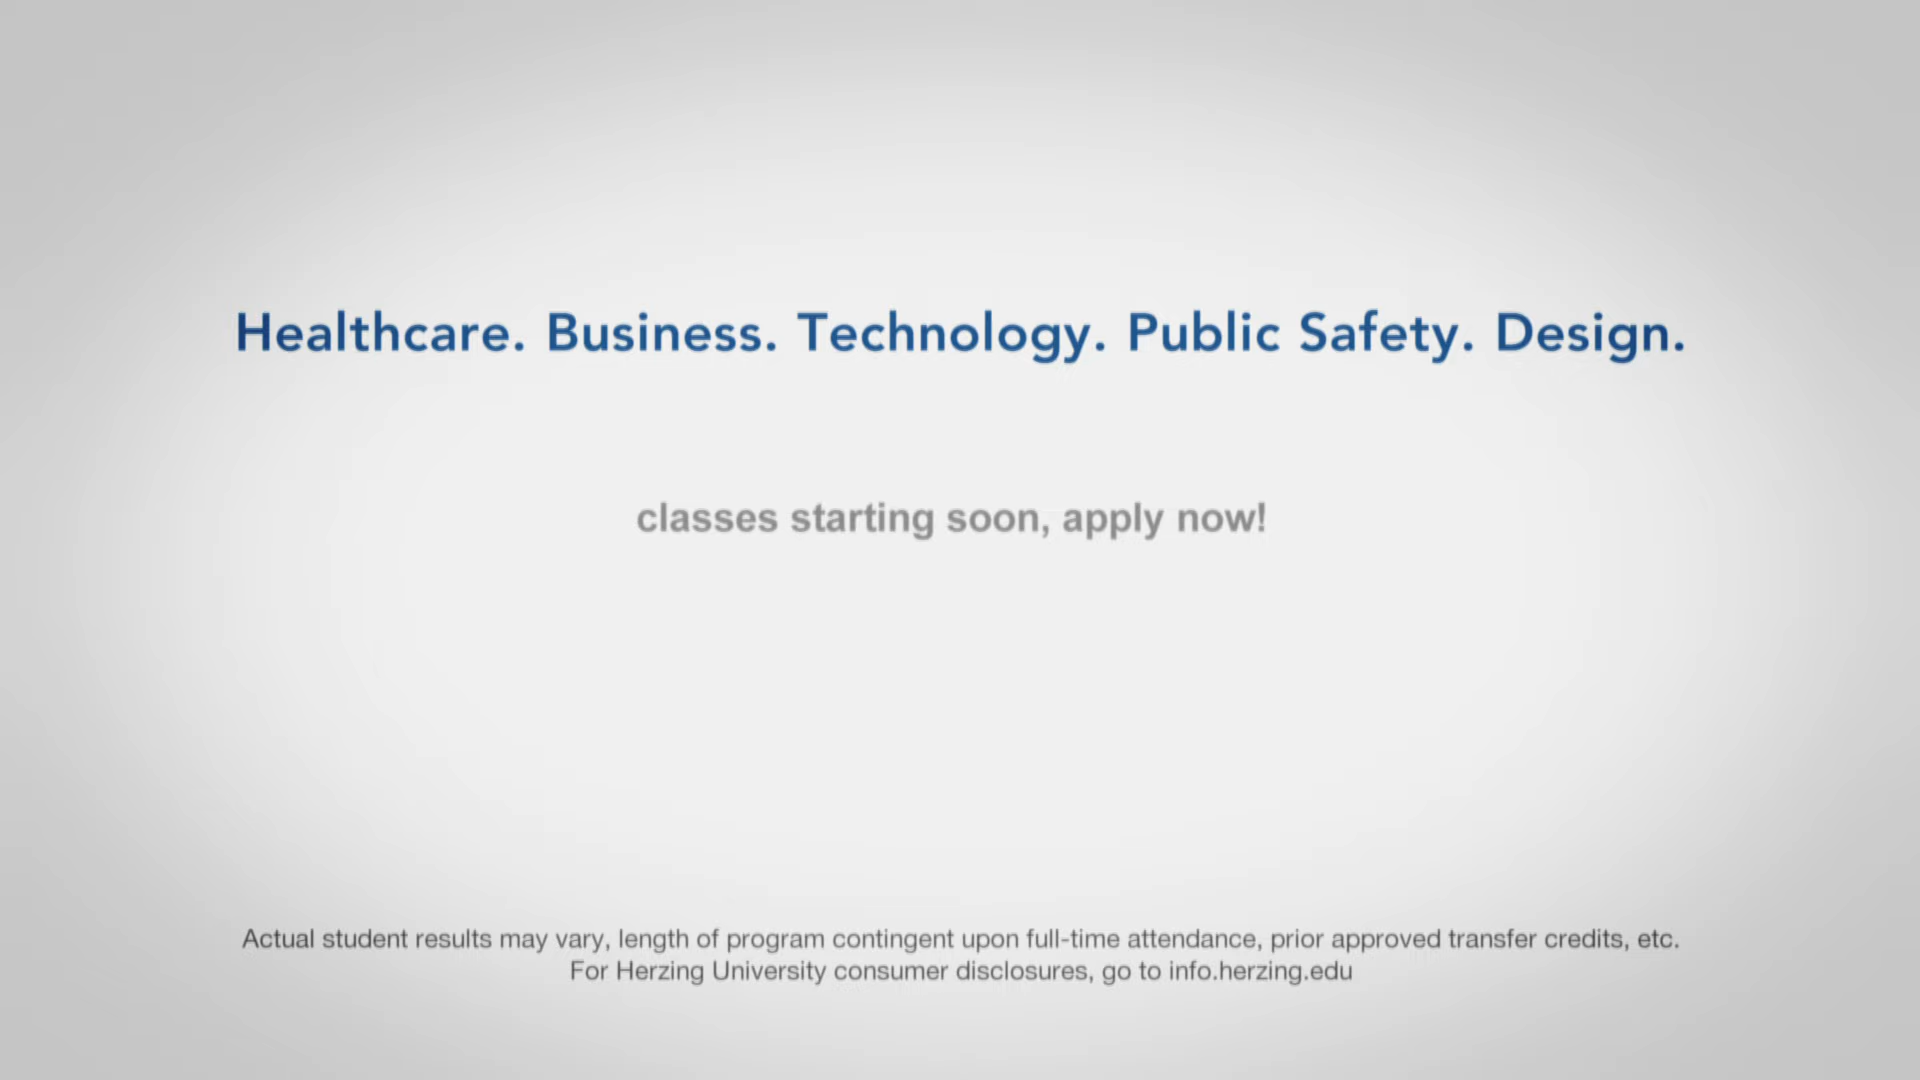 Healthcare. Business. Technology. Public Safety. Design.
classes starting soon, apply now!
Actual student results may vary, length of program contingent upon full-time attendance, prior approved transfer credits, etc.
For Herzing University consumer disclosures, go to info.herzing.edu